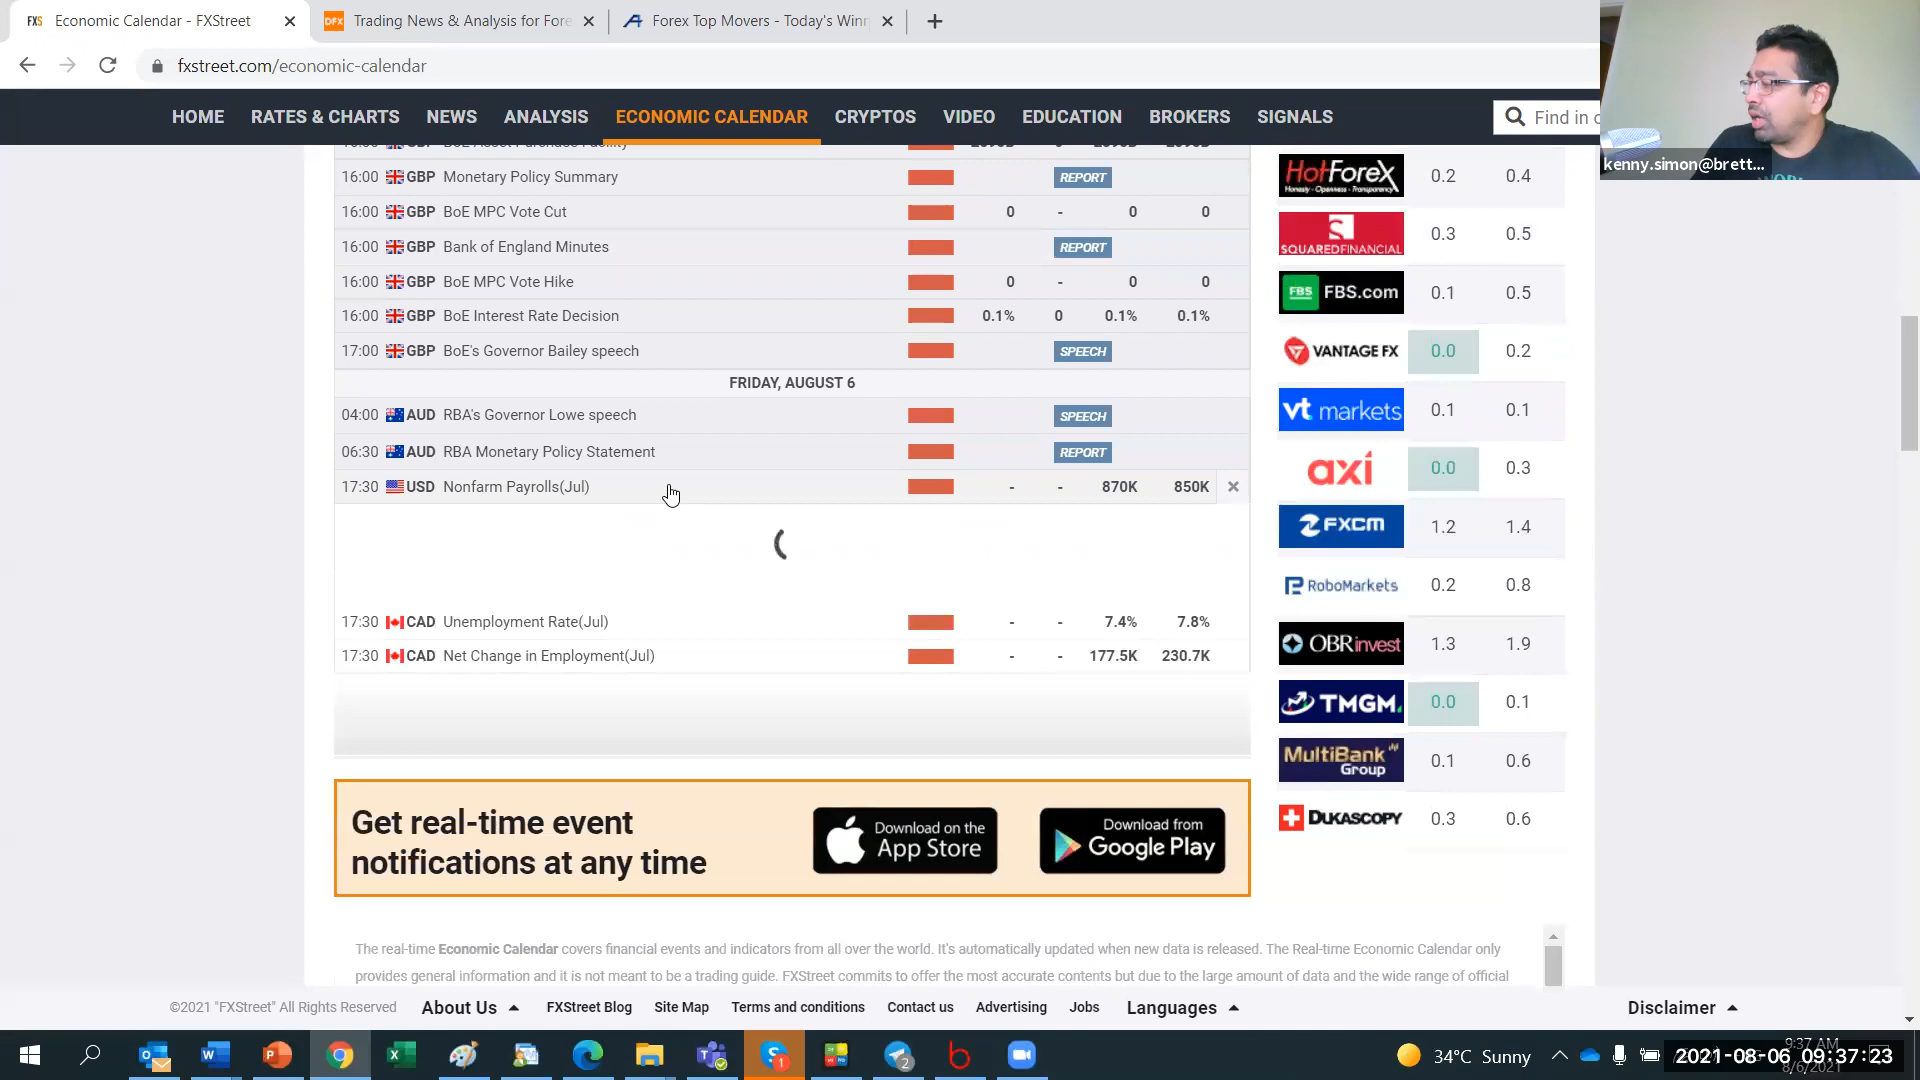 Economic Calendar - FXStreet
Trading News & Analysis for Fore
Forex Top Movers - Today's Winn
fxstreet.com/economic-calendar
HOME RATES & CHARTS NEWS ANALYSIS ECONOMIC CALENDAR CRYPTOS VIDEO EDUCATION BROKERS SIGNALS Find in
kenny.simon@brett...
16:00 GBP Monetary Policy Summary REPORT
16:00 GBP BoE MPC Vote Cut 0 - 0 0
16:00 GBP Bank of England Minutes REPORT
16:00 GBP BoE MPC Vote Hike 0 - 0 0
16:00 GBP BoE Interest Rate Decision 0.1% 0 0.1% 0.1%
17:00 GBP BoE's Governor Bailey speech SPEECH
FRIDAY, AUGUST 6
04:00 AUD RBA's Governor Lowe speech SPEECH
06:30 AUD RBA Monetary Policy Statement REPORT
17:30 USD Nonfarm Payrolls(Jul) - - 870K 850K
17:30 CAD Unemployment Rate(Jul) - - 7.4% 7.8%
17:30 CAD Net Change in Employment(Jul) - - 177.5K 230.7K
HotForex 0.2 0.4
Honesty - Openness - Transparency
SQUAREDFINANCIAL 0.3 0.5
FBS FBS.com 0.1 0.5
VANTAGE FX 0.0 0.2
vt markets 0.1 0.1
axi 0.0 0.3
FXCM 1.2 1.4
RoboMarkets 0.2 0.8
OBRinvest 1.3 1.9
TMGM 0.0 0.1
MultiBank Group 0.1 0.6
DUKASCOPY 0.3 0.6
Get real-time event
notifications at any time
Download on the
App Store
Download from
Google Play
The real-time Economic Calendar covers financial events and indicators from all over the world. It's automatically updated when new data is released. The Real-time Economic Calendar only
provides general information and it is not meant to be a trading guide. FXStreet commits to offer the most accurate contents but due to the large amount of data and the wide range of official
©2021 "FXStreet" All Rights Reserved About Us FXStreet Blog Site Map Terms and conditions Contact us Advertising Jobs Languages Disclaimer
34°C Sunny
9:37 AM
2021-08-06 09:37:23
8/6/2021